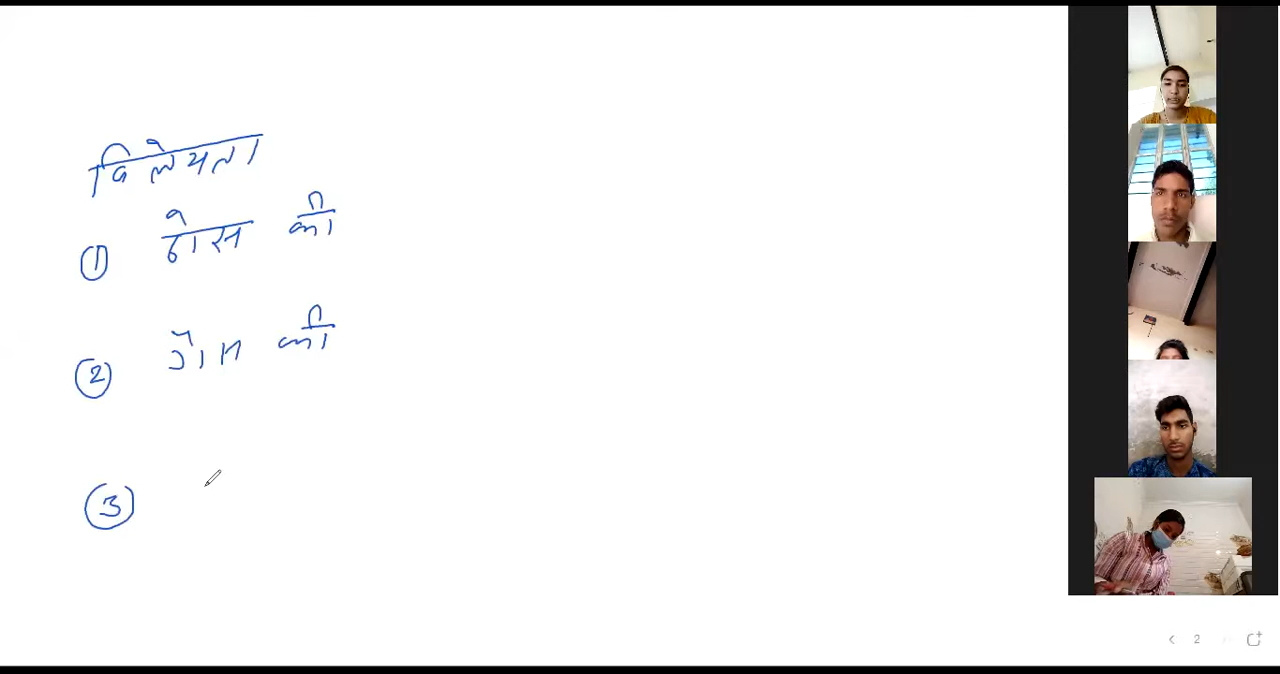 विलेयता
① ठोस की
② गैस की
③
2